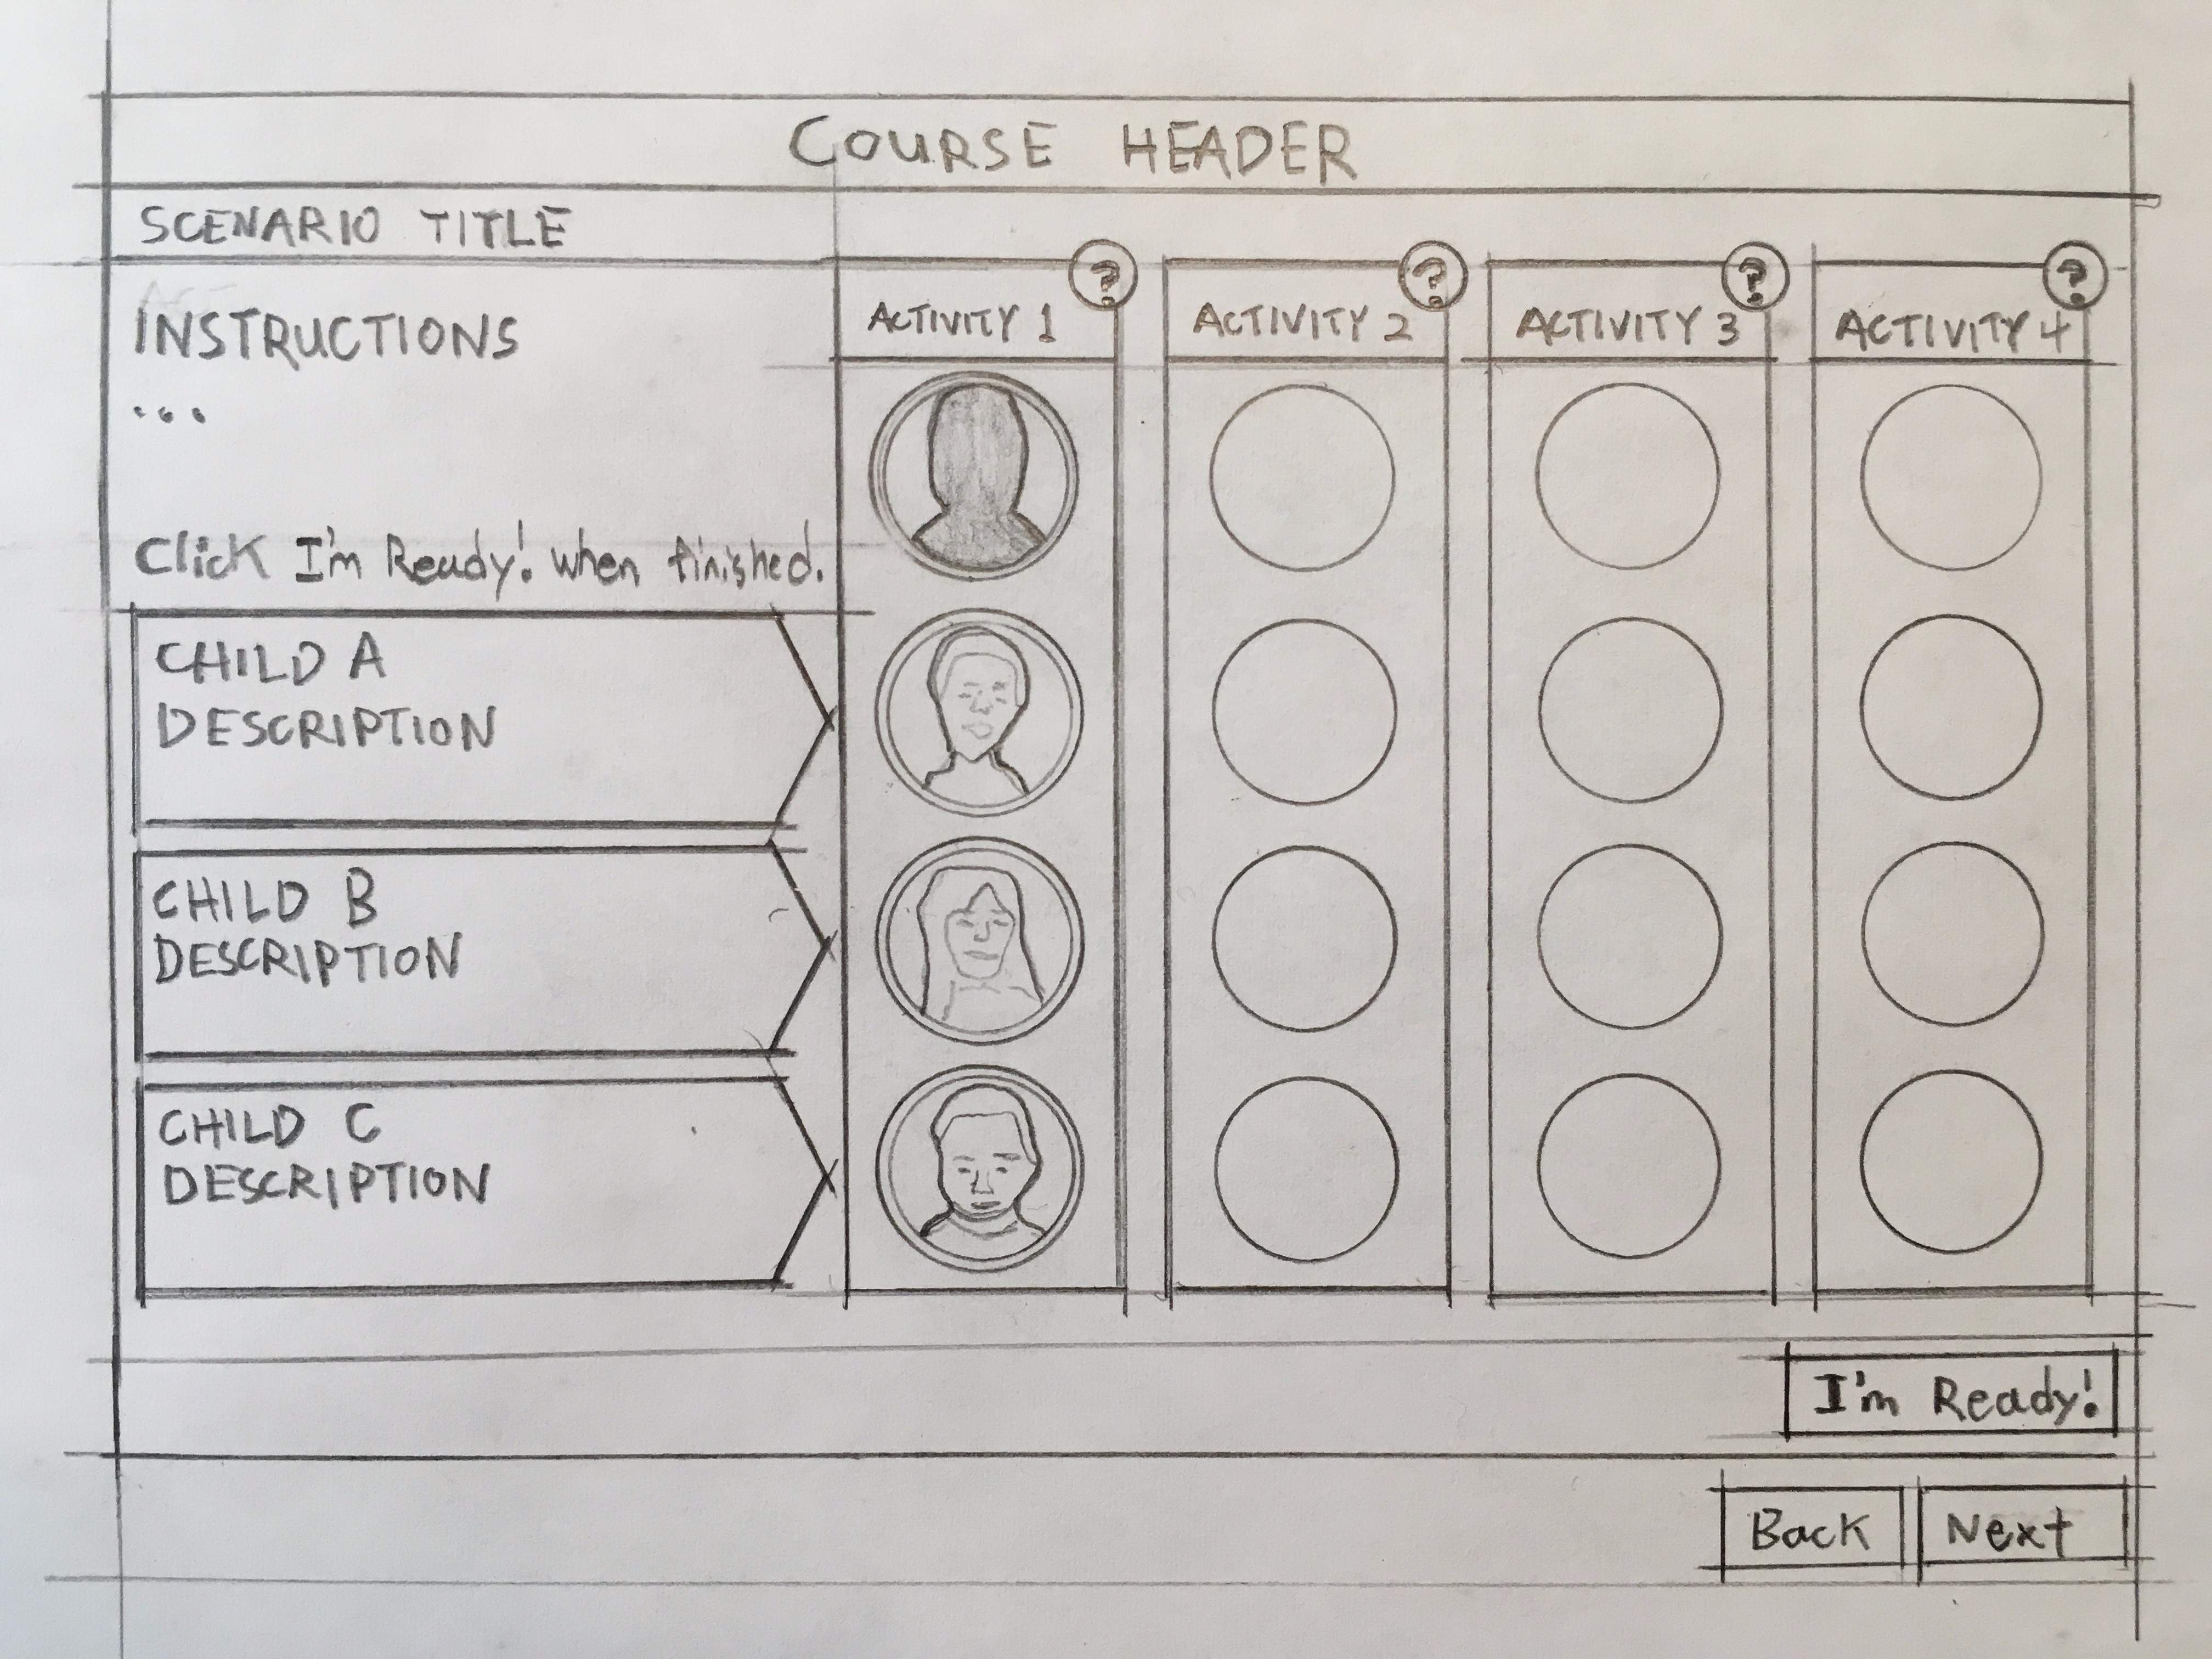 COURSE HEADER
SCENARIO TITLE
INSTRUCTIONS
...
Click I'm Ready! when finished.
CHILD A
DESCRIPTION
CHILD B
DESCRIPTION
CHILD C
DESCRIPTION
?
ACTIVITY 1
?
ACTIVITY 2
?
ACTIVITY 3
?
ACTIVITY 4
I'm Ready!
Back
Next